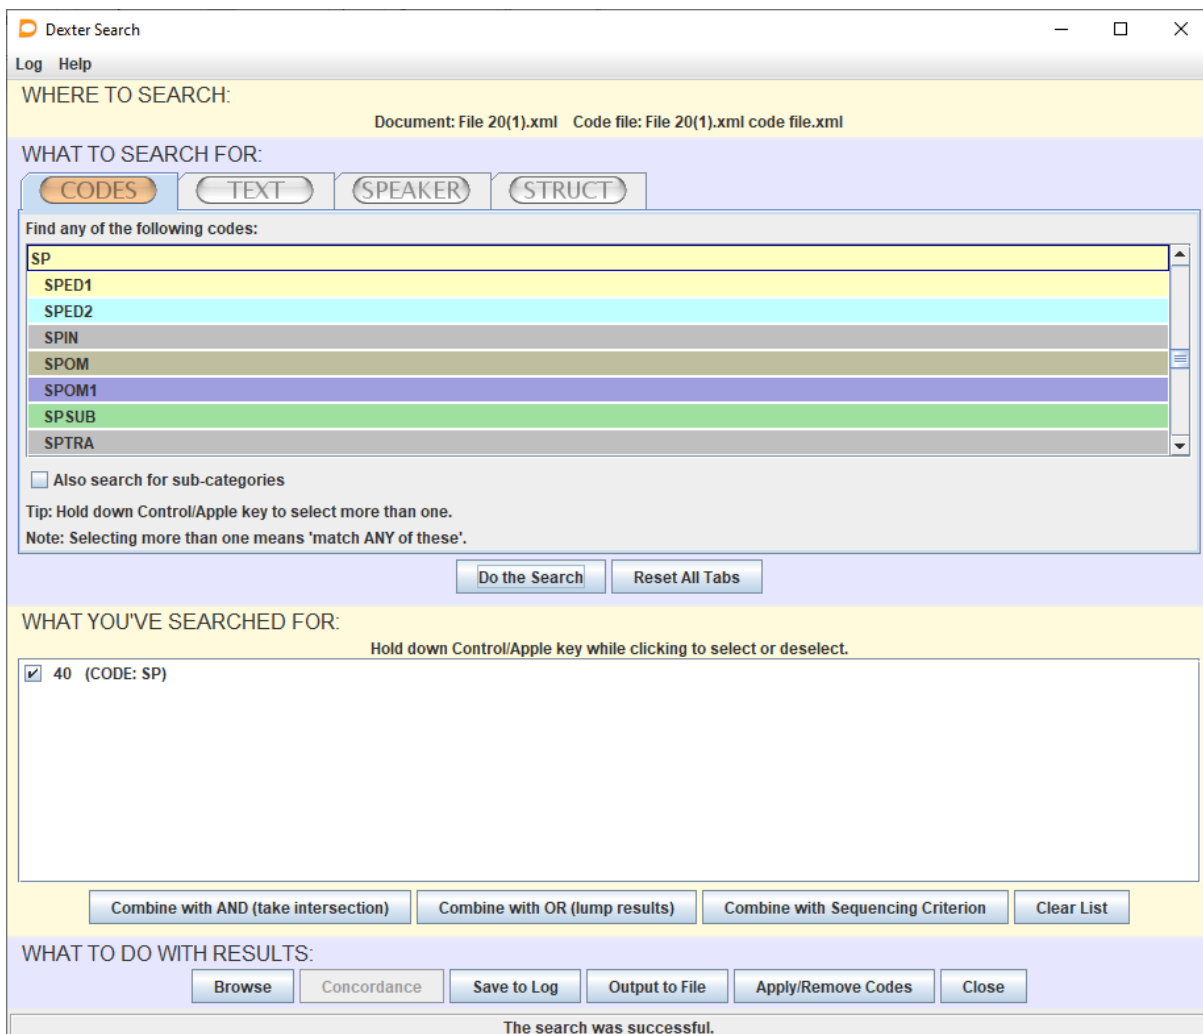 Dexter Search
Log Help
WHERE TO SEARCH:
Document: File 20(1).xml Code file: File 20(1).xml code file.xml
WHAT TO SEARCH FOR:
CODES TEXT SPEAKER STRUCT
Find any of the following codes:
SP
SPED1
SPED2
SPIN
SPOM
SPOM1
SPSUB
SPTRA
Also search for sub-categories
Tip: Hold down Control/Apple key to select more than one.
Note: Selecting more than one means 'match ANY of these'.
Do the Search Reset All Tabs
WHAT YOU'VE SEARCHED FOR:
Hold down Control/Apple key while clicking to select or deselect.
40 (CODE: SP)
Combine with AND (take intersection) Combine with OR (lump results) Combine with Sequencing Criterion Clear List
WHAT TO DO WITH RESULTS:
Browse Concordance Save to Log Output to File Apply/Remove Codes Close
The search was successful.